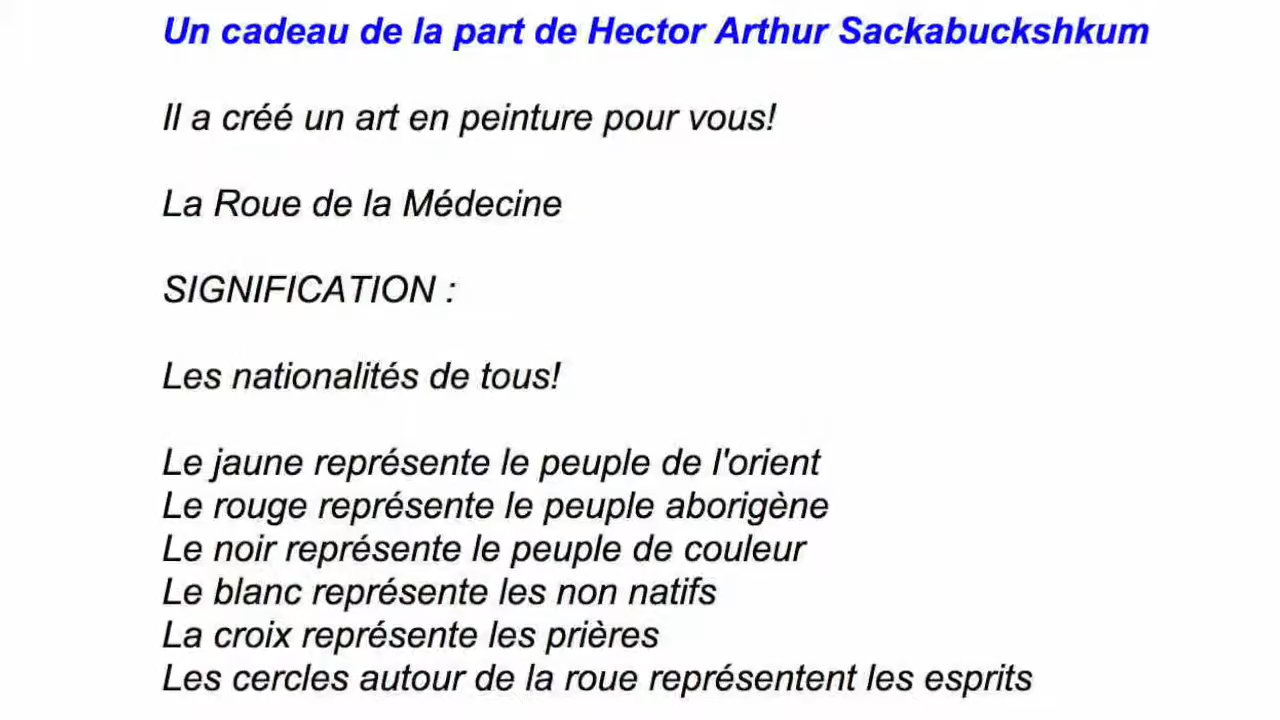 Un cadeau de la part de Hector Arthur Sackabuckshkum
Il a créé un art en peinture pour vous!
La Roue de la Médecine
SIGNIFICATION :
Les nationalités de tous!
Le jaune représente le peuple de l'orient
Le rouge représente le peuple aborigène
Le noir représente le peuple de couleur
Le blanc représente les non natifs
La croix représente les prières
Les cercles autour de la roue représentent les esprits